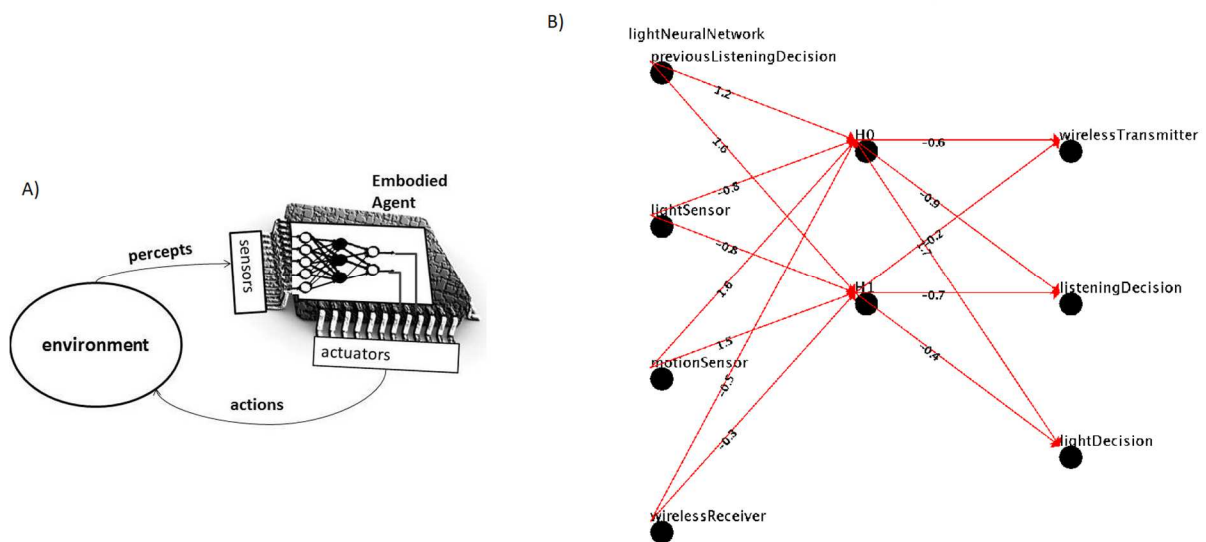 A)
Embodied
Agent
percepts
sensors
environment
actuators
actions
B)
lightNeuralNetwork
previousListeningDecision
1.2
1.6
H0
-0.6
wirelessTransmitter
-0.8
lightSensor
-0.9
-0.2
-0.8
H1
-0.7
listeningDecision
1.5
motionSensor
-0.4
-0.5
lightDecision
-0.3
wirelessReceiver